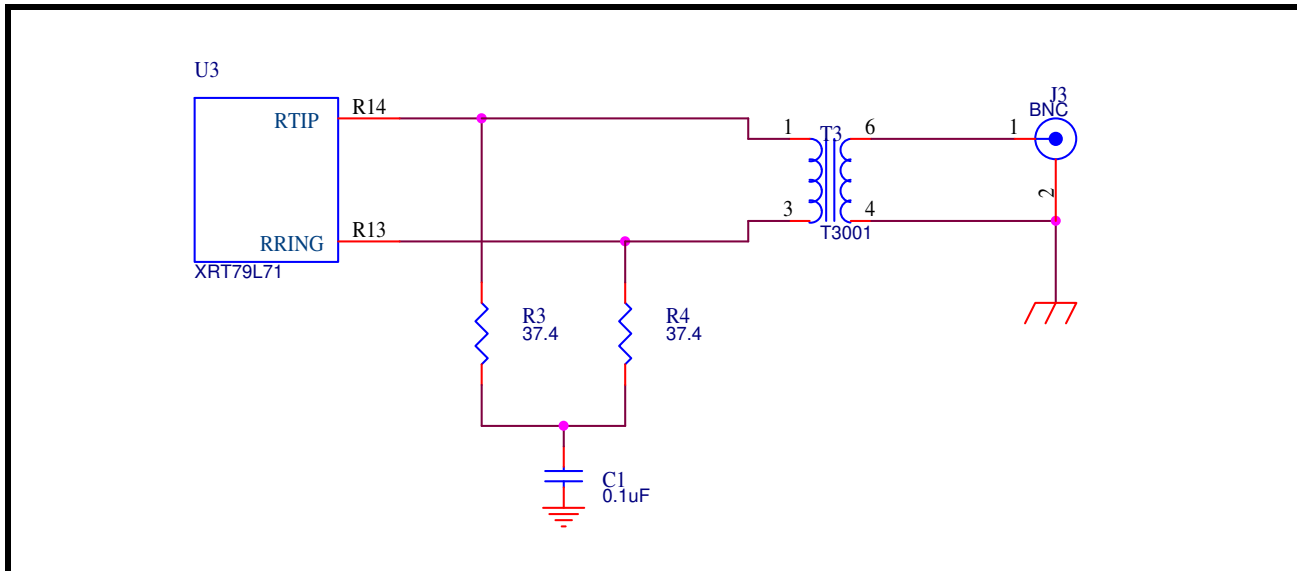 U3
RTIP
R14
RRING
R13
XRT79L71
1
T3
6
3
4
T3001
J3
BNC
1
2
R3
37.4
R4
37.4
C1
0.1uF